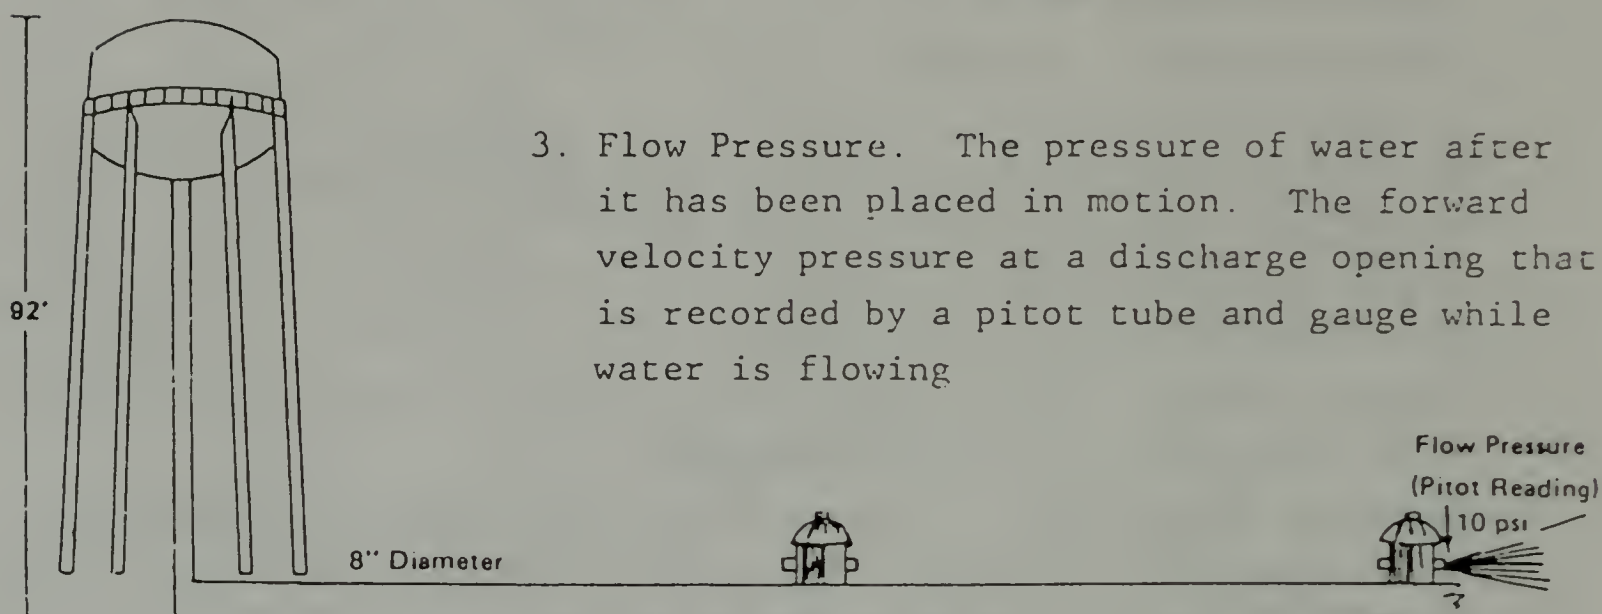 3. Flow Pressure. The pressure of water after
it has been placed in motion. The forward
velocity pressure at a discharge opening that
is recorded by a pitot tube and gauge while
water is flowing
92'
Flow Pressure
(Pitot Reading)
10 psi
8" Diameter